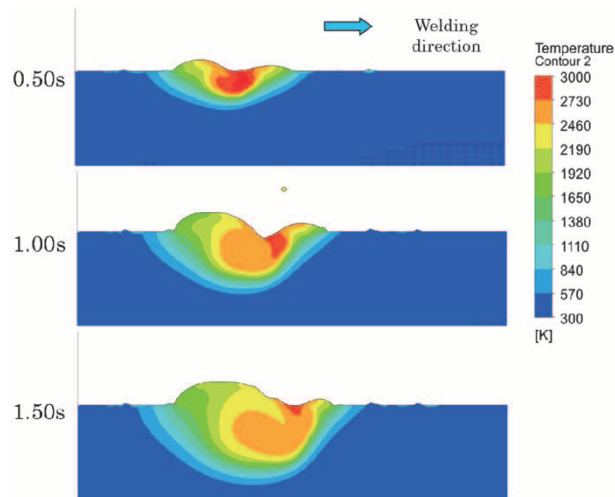 Welding
direction
0.50s
1.00s
1.50s
Temperature
Contour 2
3000
2730
2460
2190
1920
1650
1380
1110
840
570
300
[K]